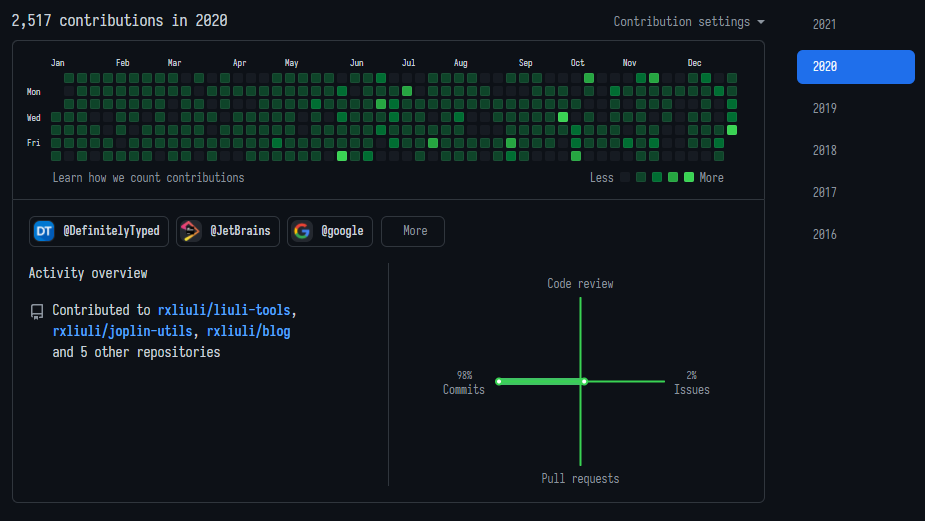 2,517 contributions in 2020
Contribution settings
2021
2020
2019
2018
2017
2016
Jan Feb Mar Apr May Jun Jul Aug Sep Oct Nov Dec
Mon
Wed
Fri
Learn how we count contributions
Less More
DT @DefinitelyTyped @JetBrains @google More
Activity overview
Contributed to rxliuli/liuli-tools,
rxliuli/joplin-utils, rxliuli/blog
and 5 other repositories
Code review
98%
Commits
2%
Issues
Pull requests